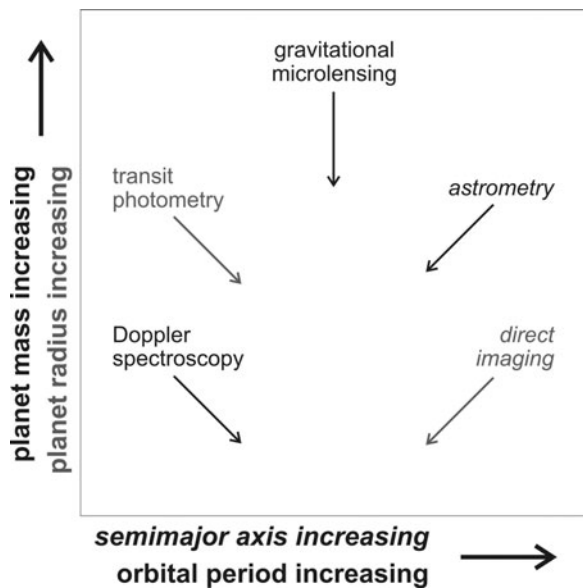 gravitational
microlensing
transit
photometry
astrometry
Doppler
spectroscopy
direct
imaging
planet mass increasing
planet radius increasing
semimajor axis increasing
orbital period increasing